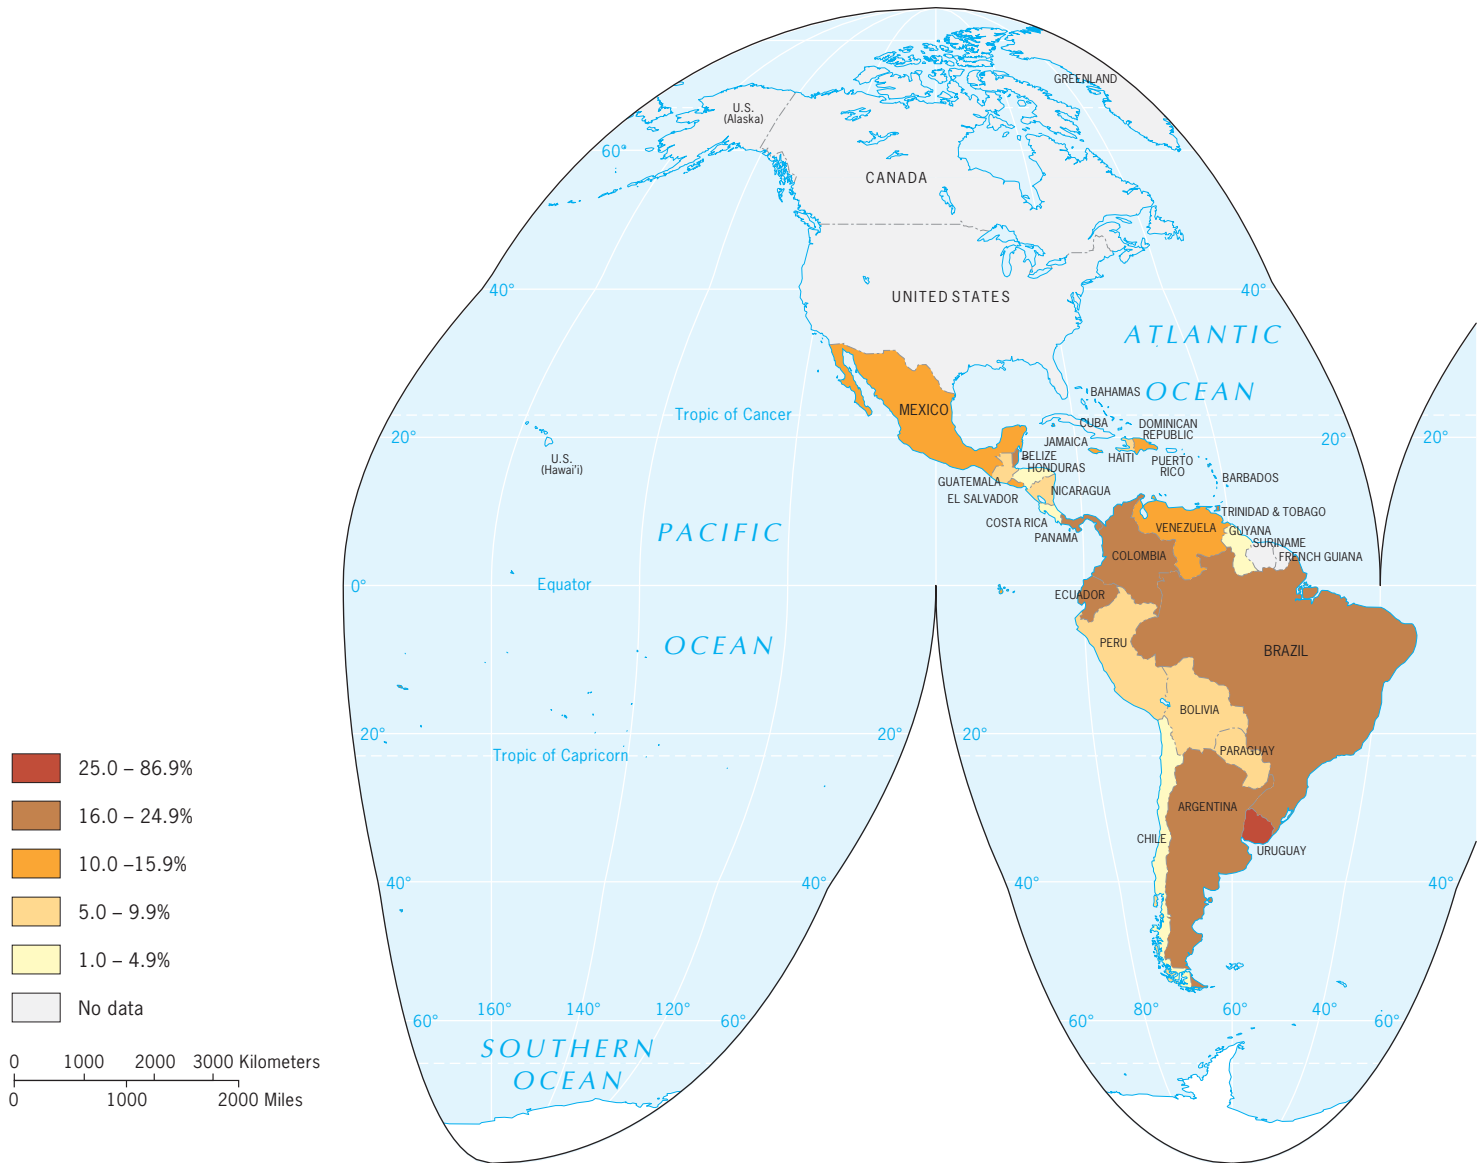 GREENLAND
U.S.
(Alaska)
60°
CANADA
40°
UNITED STATES
40°
ATLANTIC
OCEAN
BAHAMAS
MEXICO
Tropic of Cancer
CUBA
DOMINICAN
REPUBLIC
20°
20°
20°
JAMAICA
HAITI
PUERTO
RICO
U.S.
(Hawai'i)
BELIZE
HONDURAS
GUATEMALA
NICARAGUA
BARBADOS
EL SALVADOR
TRINIDAD & TOBAGO
COSTA RICA
PANAMA
VENEZUELA
GUYANA
SURINAME
FRENCH GUIANA
PACIFIC
OCEAN
COLOMBIA
0°
Equator
ECUADOR
PERU
BRAZIL
BOLIVIA
20°
20°
20°
PARAGUAY
Tropic of Capricorn
ARGENTINA
CHILE
URUGUAY
40°
40°
40°
40°
25.0 – 86.9%
16.0 – 24.9%
10.0 –15.9%
5.0 – 9.9%
1.0 – 4.9%
No data
160°
140°
120°
80°
60°
40°
60°
60°
60°
60°
SOUTHERN
OCEAN
0
1000
2000
3000 Kilometers
0
1000
2000 Miles